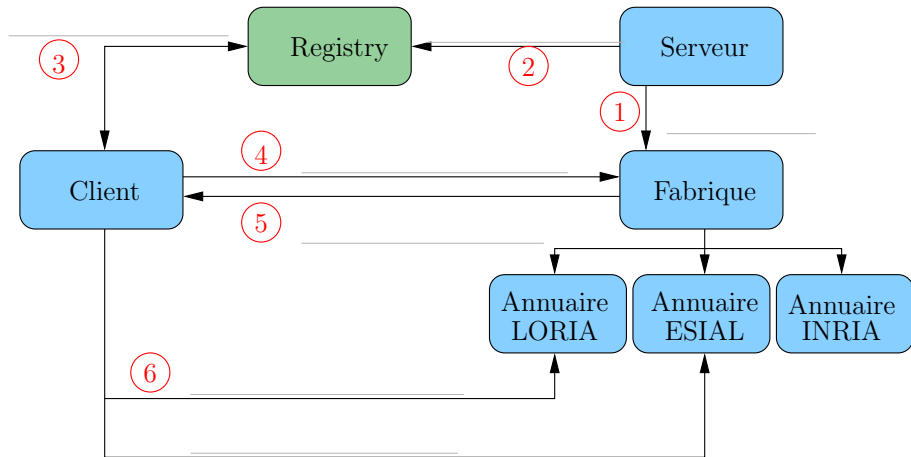 Registry
Serveur
3
2
1
4
Client
Fabrique
5
Annuaire
LORIA
Annuaire
ESIAL
Annuaire
INRIA
6